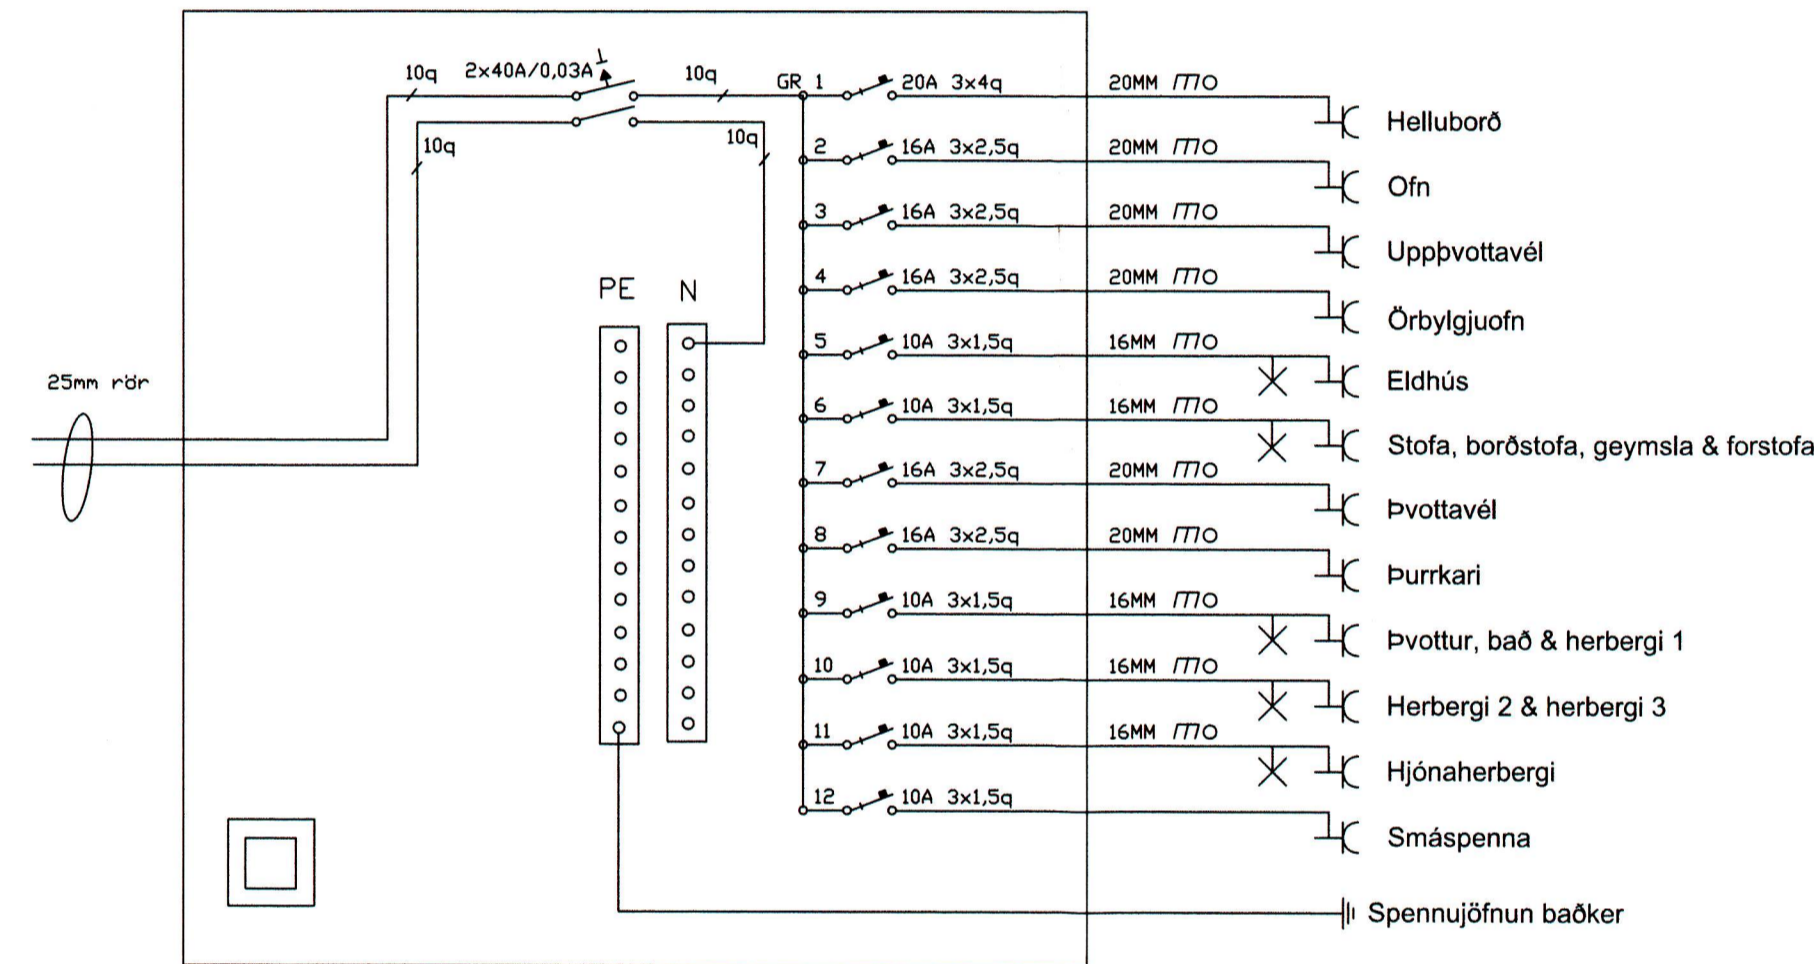 10q 2x40A/0,03A 10q
10q 10q
PE N
25mm rör
GR 1 20A 3x4q 20MM Helluborð
2 16A 3x2,5q 20MM Ofn
3 16A 3x2,5q 20MM Uppþvottavél
4 16A 3x2,5q 20MM Örbylgjuofn
5 10A 3x1,5q 16MM Eldhús
6 10A 3x1,5q 16MM Stofa, borðstofa, geymsla & forstofa
7 16A 3x2,5q 20MM Þvottavél
8 16A 3x2,5q 20MM Þurrkari
9 10A 3x1,5q 16MM Þvottur, bað & herbergi 1
10 10A 3x1,5q 16MM Herbergi 2 & herbergi 3
11 10A 3x1,5q 16MM Hjónaherbergi
12 10A 3x1,5q Smáspenna
Spennujöfnun baðker